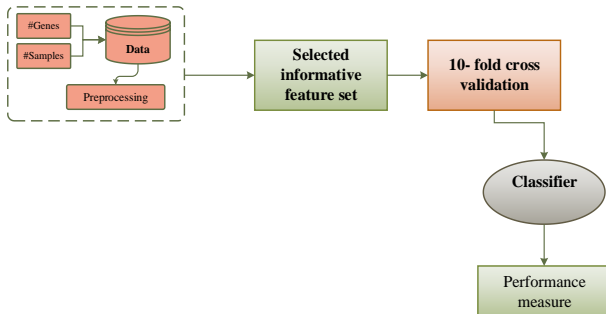 #Genes
#Samples
Data
Preprocessing
Selected
informative
feature set
10- fold cross
validation
Classifier
Performance
measure